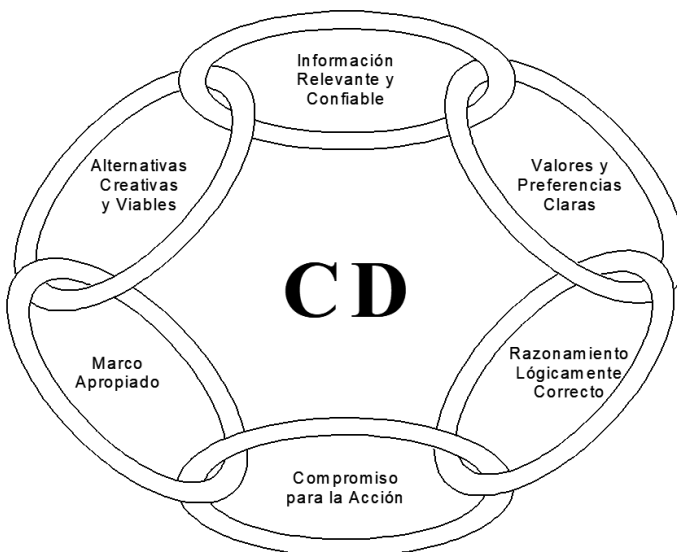 Información
Relevante y
Confiable
Alternativas
Creativas
y Viables
Valores y
Preferencias
Claras
CD
Marco
Apropiado
Razonamiento
Lógicamente
Correcto
Compromiso
para la Acción